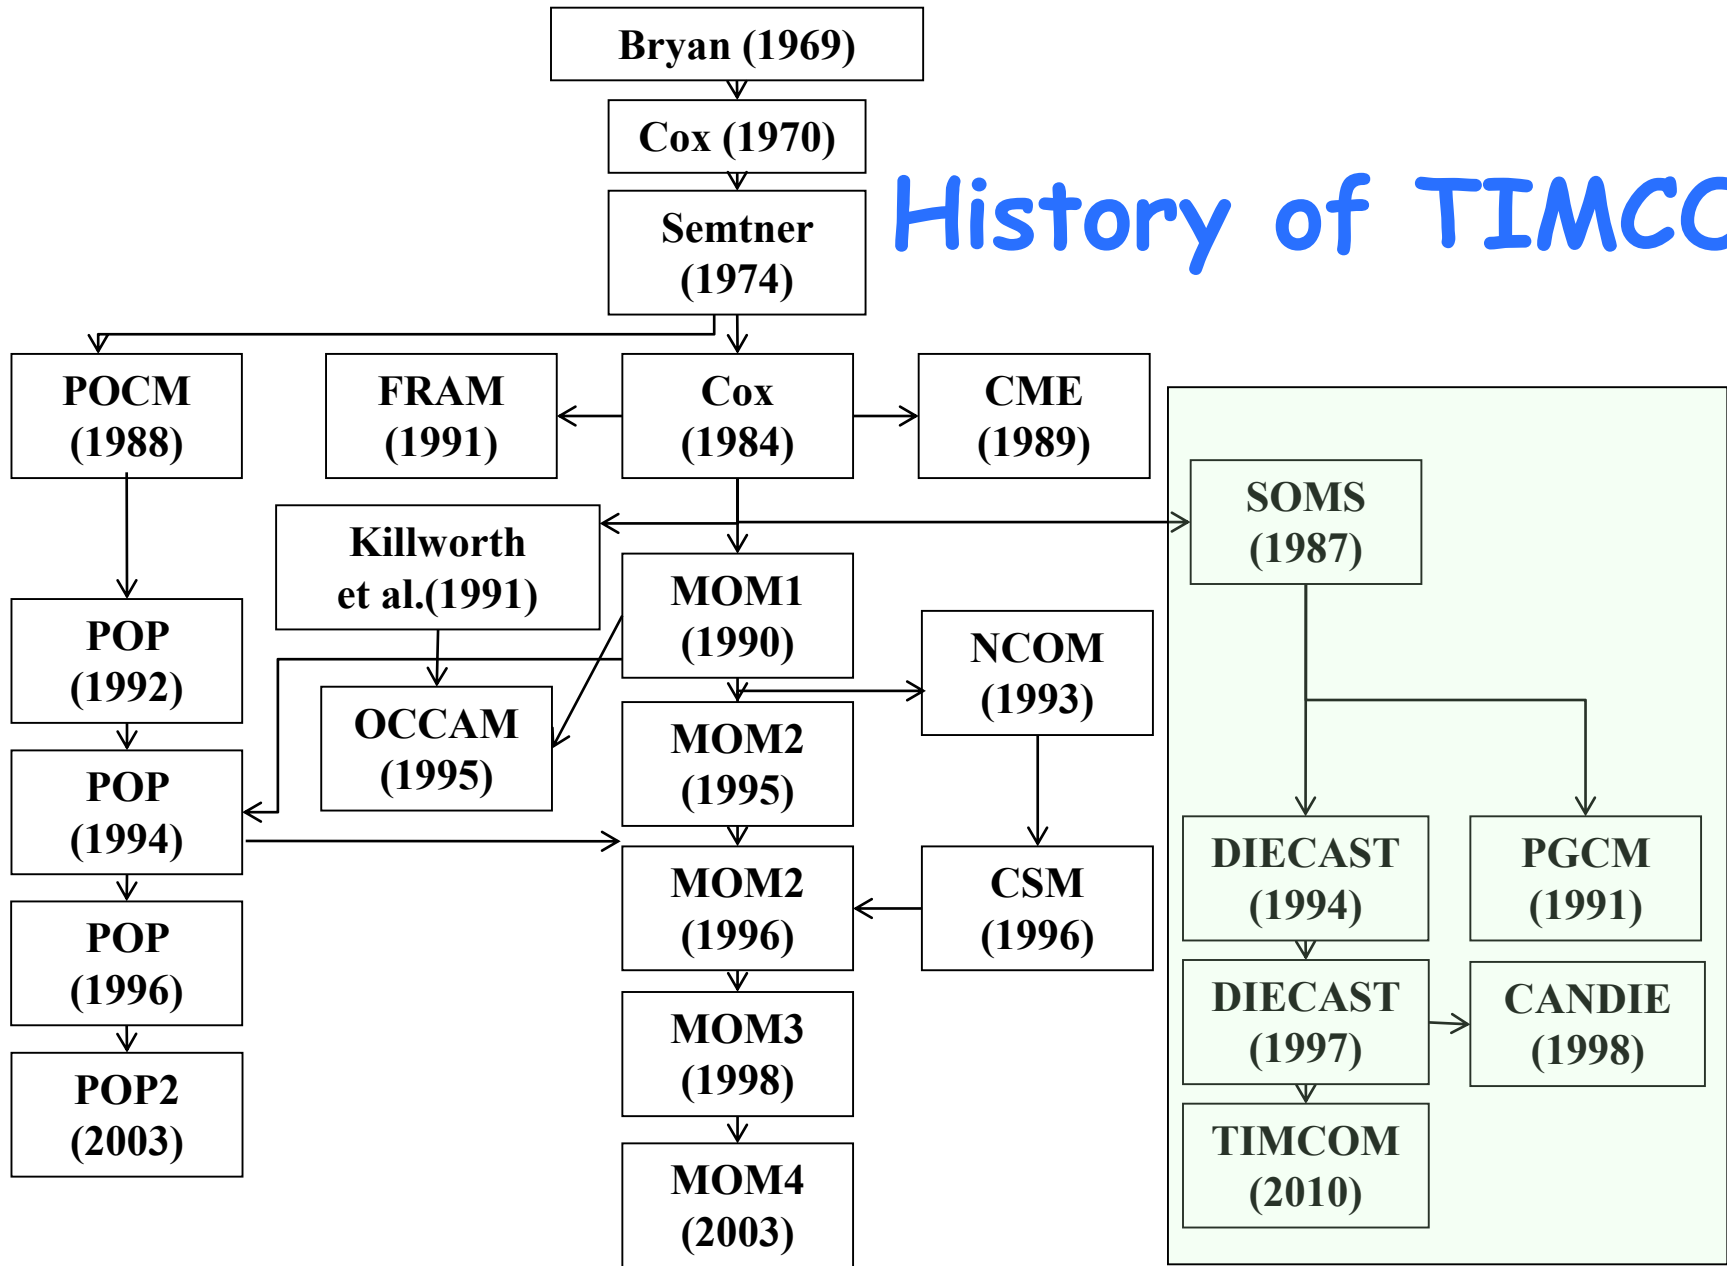 Bryan (1969)
Cox (1970)
History of TIMCO
Semtner
(1974)
POCM
(1988)
FRAM
(1991)
Cox
(1984)
CME
(1989)
SOMS
(1987)
Killworth
et al.(1991)
MOM1
(1990)
POP
(1992)
NCOM
(1993)
OCCAM
(1995)
MOM2
(1995)
POP
(1994)
DIECAST
(1994)
PGCM
(1991)
MOM2
(1996)
CSM
(1996)
POP
(1996)
DIECAST
(1997)
CANDIE
(1998)
MOM3
(1998)
POP2
(2003)
TIMCOM
(2010)
MOM4
(2003)